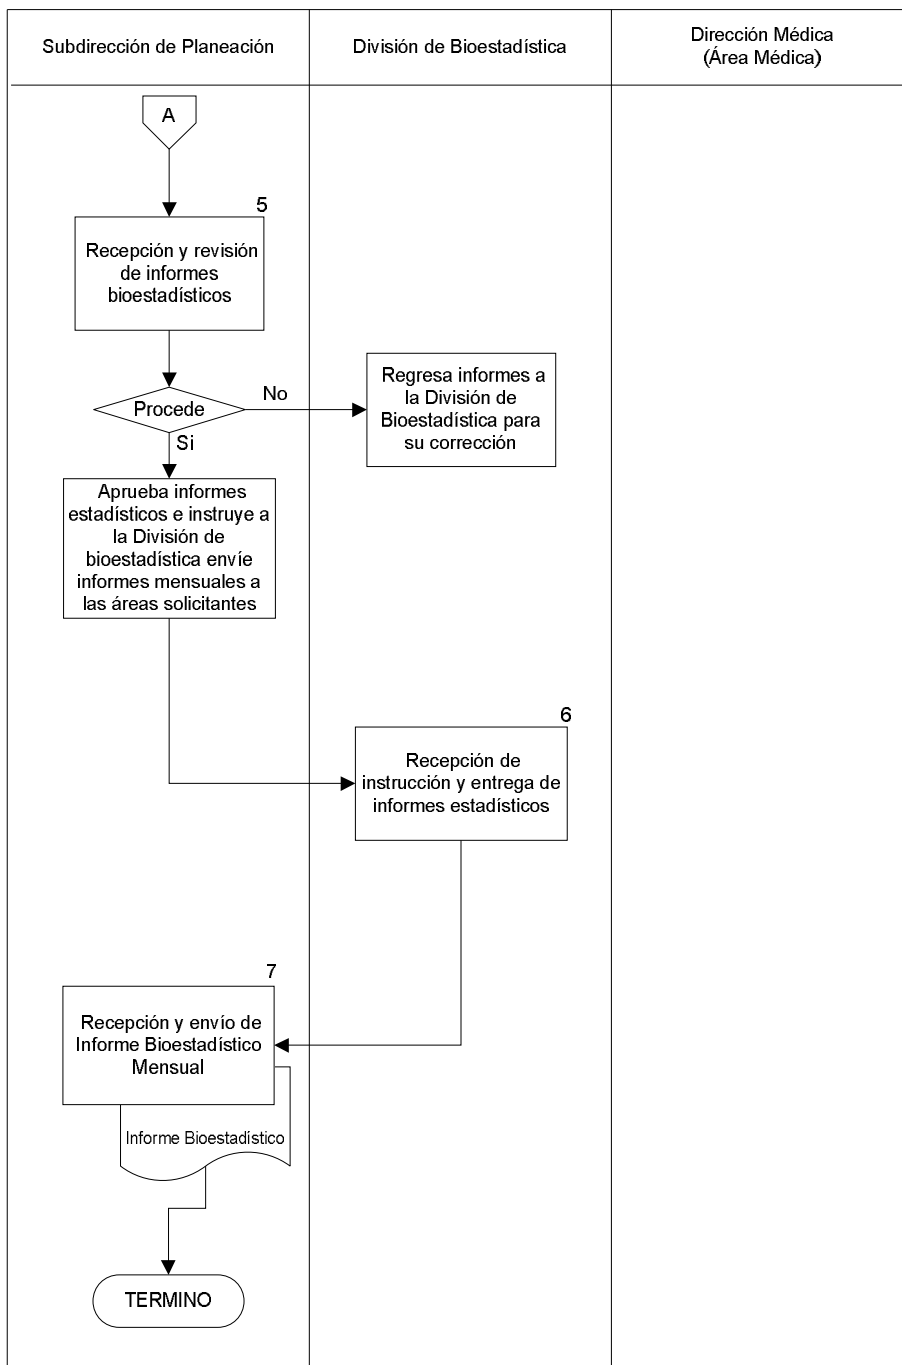 Subdirección de Planeación
División de Bioestadística
Dirección Médica
(Área Médica)
A
5
Recepción y revisión
de informes
bioestadísticos
Procede
No
Si
Regresa informes a
la División de
Bioestadística para
su corrección
Aprueba informes
estadísticos e instruye a
la División de
bioestadística envíe
informes mensuales a
las áreas solicitantes
6
Recepción de
instrucción y entrega de
informes estadísticos
7
Recepción y envío de
Informe Bioestadístico
Mensual
Informe Bioestadístico
TERMINO